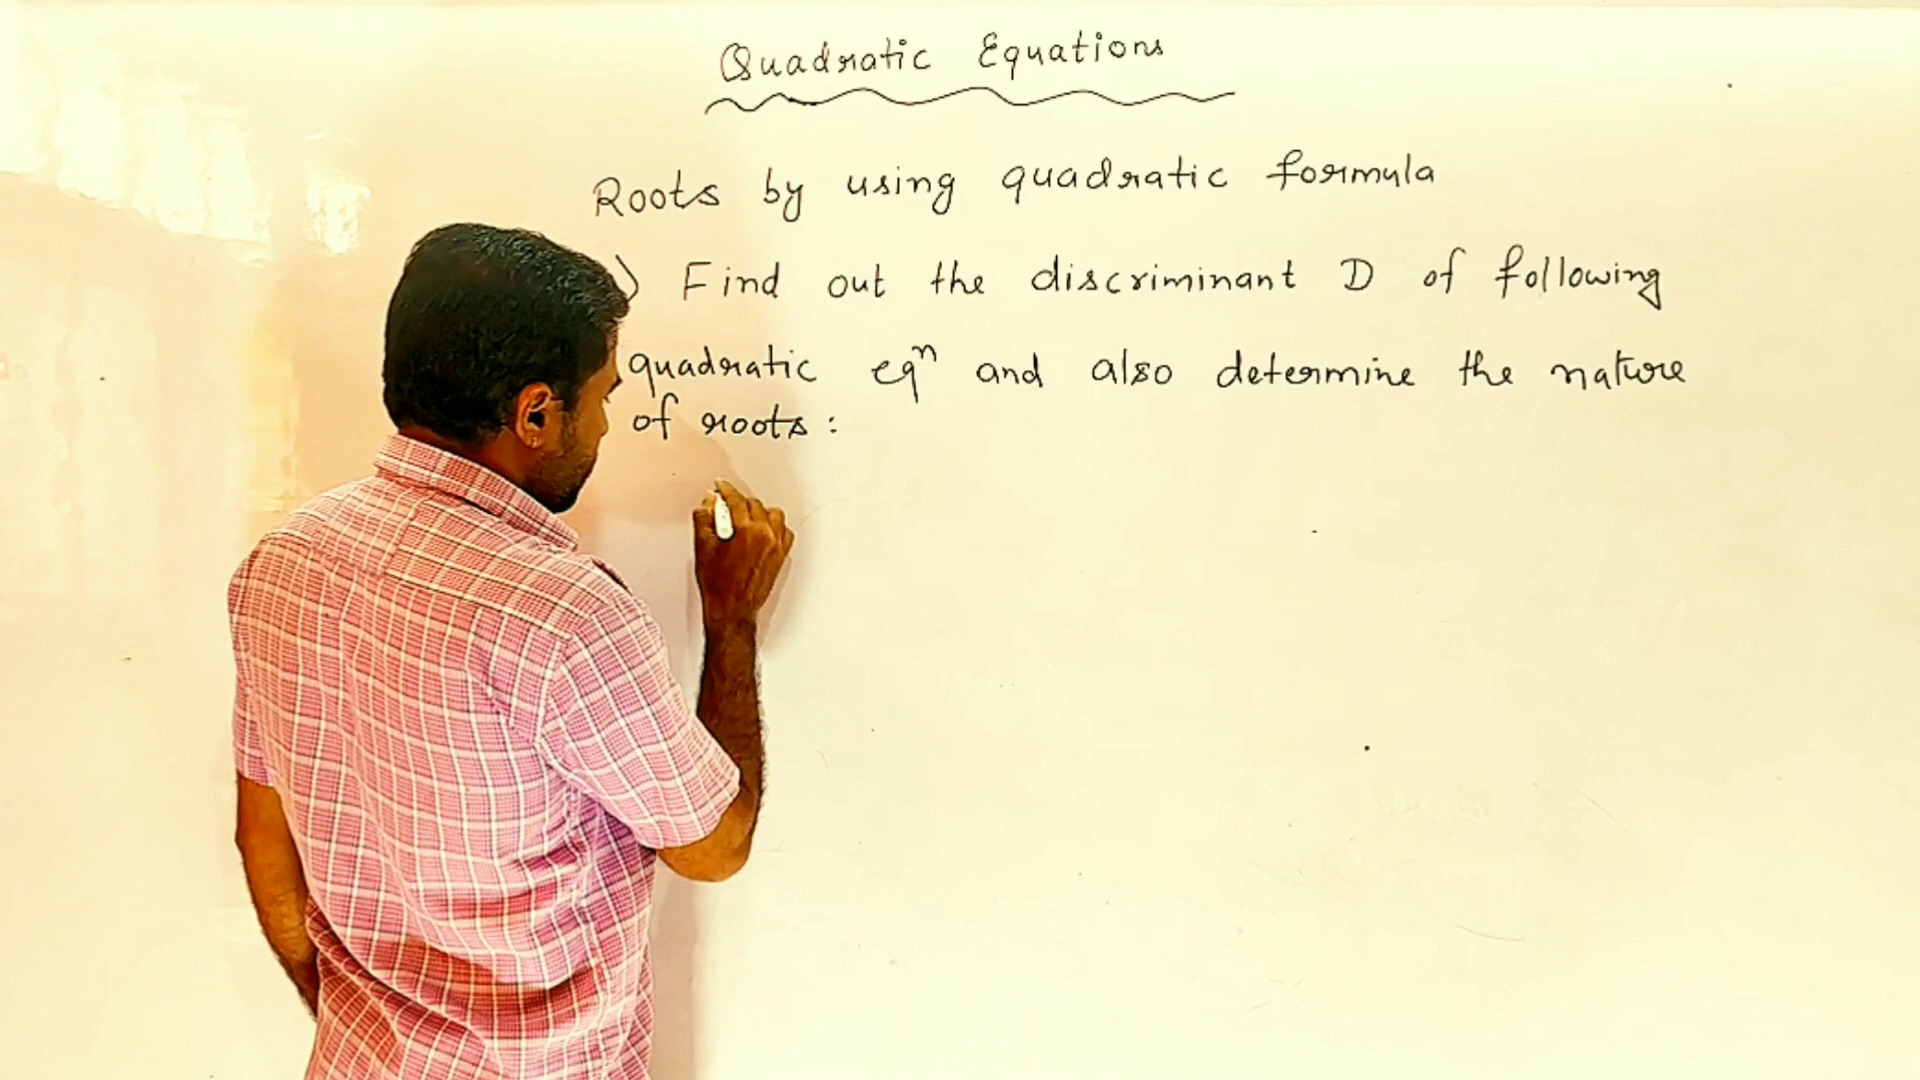 Quadratic Equations
Roots by using quadratic formula
) Find out the discriminant D of following
quadratic eqⁿ and also determine the nature
of roots :